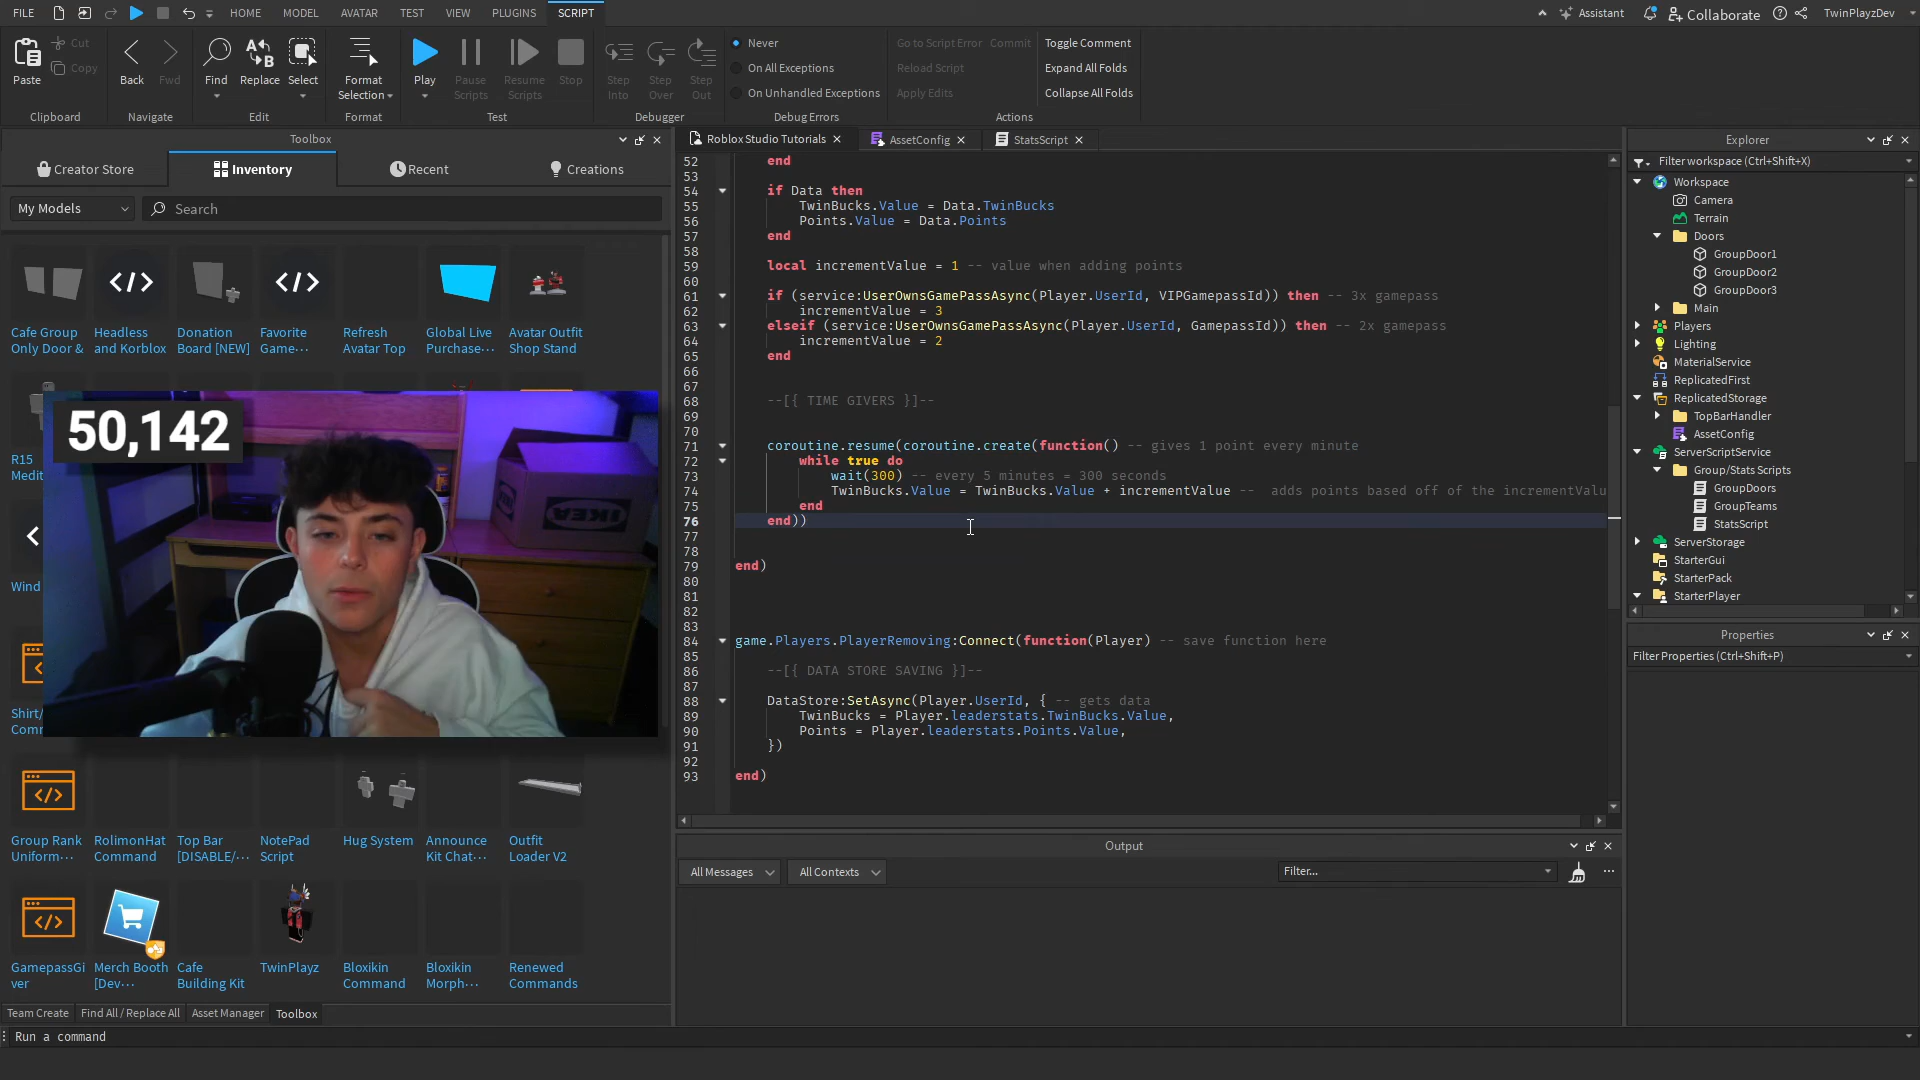 FILE HOME MODEL AVATAR TEST VIEW PLUGINS SCRIPT Assistant Collaborate TwinPlayzDev
Cut
Copy
Paste
Back Fwd
Find Replace Select
Format
Selection
Play Pause
Scripts Resume
Scripts Stop
Step
Into Step
Over Step
Out
Never
On All Exceptions
On Unhandled Exceptions
Go to Script Error Commit
Reload Script
Apply Edits
Toggle Comment
Expand All Folds
Collapse All Folds
Clipboard Navigate Edit Format Test Debugger Debug Errors Actions
Toolbox
Creator Store Inventory Recent Creations
My Models Search
Cafe Group
Only Door &
Headless
and Korblox
Donation
Board [NEW]
Favorite
Game...
Refresh
Avatar Top
Global Live
Purchase...
Avatar Outfit
Shop Stand
R15
Medit
Wind
Shirt/
Comm
50,142
IKEA
Group Rank
Uniform...
RolimonHat
Command
Top Bar
[DISABLE/...
NotePad
Script
Hug System
Announce
Kit Chat...
Outfit
Loader V2
GamepassGi
ver
Merch Booth
[Dev...
Cafe
Building Kit
TwinPlayz
Bloxikin
Command
Bloxikin
Morph...
Renewed
Commands
Team Create Find All / Replace All Asset Manager Toolbox
Run a command
Roblox Studio Tutorials AssetConfig StatsScript
52 end
53
54 if Data then
55 TwinBucks.Value = Data.TwinBucks
56 Points.Value = Data.Points
57 end
58
59 local incrementValue = 1 -- value when adding points
60
61 if (service:UserOwnsGamePassAsync(Player.UserId, VIPGamepassId)) then -- 3x gamepass
62 incrementValue = 3
63 elseif (service:UserOwnsGamePassAsync(Player.UserId, GamepassId)) then -- 2x gamepass
64 incrementValue = 2
65 end
66
67
68 --[{ TIME GIVERS }]--
69
70
71 coroutine.resume(coroutine.create(function() -- gives 1 point every minute
72 while true do
73 wait(300) -- every 5 minutes = 300 seconds
74 TwinBucks.Value = TwinBucks.Value + incrementValue -- adds points based off of the incrementValu
75 end
76 end))
77
78
79 end)
80
81
82
83
84 game.Players.PlayerRemoving:Connect(function(Player) -- save function here
85
86 --[{ DATA STORE SAVING }]--
87
88 DataStore:SetAsync(Player.UserId, { -- gets data
89 TwinBucks = Player.leaderstats.TwinBucks.Value,
90 Points = Player.leaderstats.Points.Value,
91 })
92
93 end)
Output
All Messages All Contexts Filter...
Explorer
Filter workspace (Ctrl+Shift+X)
Workspace
Camera
Terrain
Doors
GroupDoor1
GroupDoor2
GroupDoor3
Main
Players
Lighting
MaterialService
ReplicatedFirst
ReplicatedStorage
TopBarHandler
AssetConfig
ServerScriptService
Group/Stats Scripts
GroupDoors
GroupTeams
StatsScript
ServerStorage
StarterGui
StarterPack
StarterPlayer
Properties
Filter Properties (Ctrl+Shift+P)